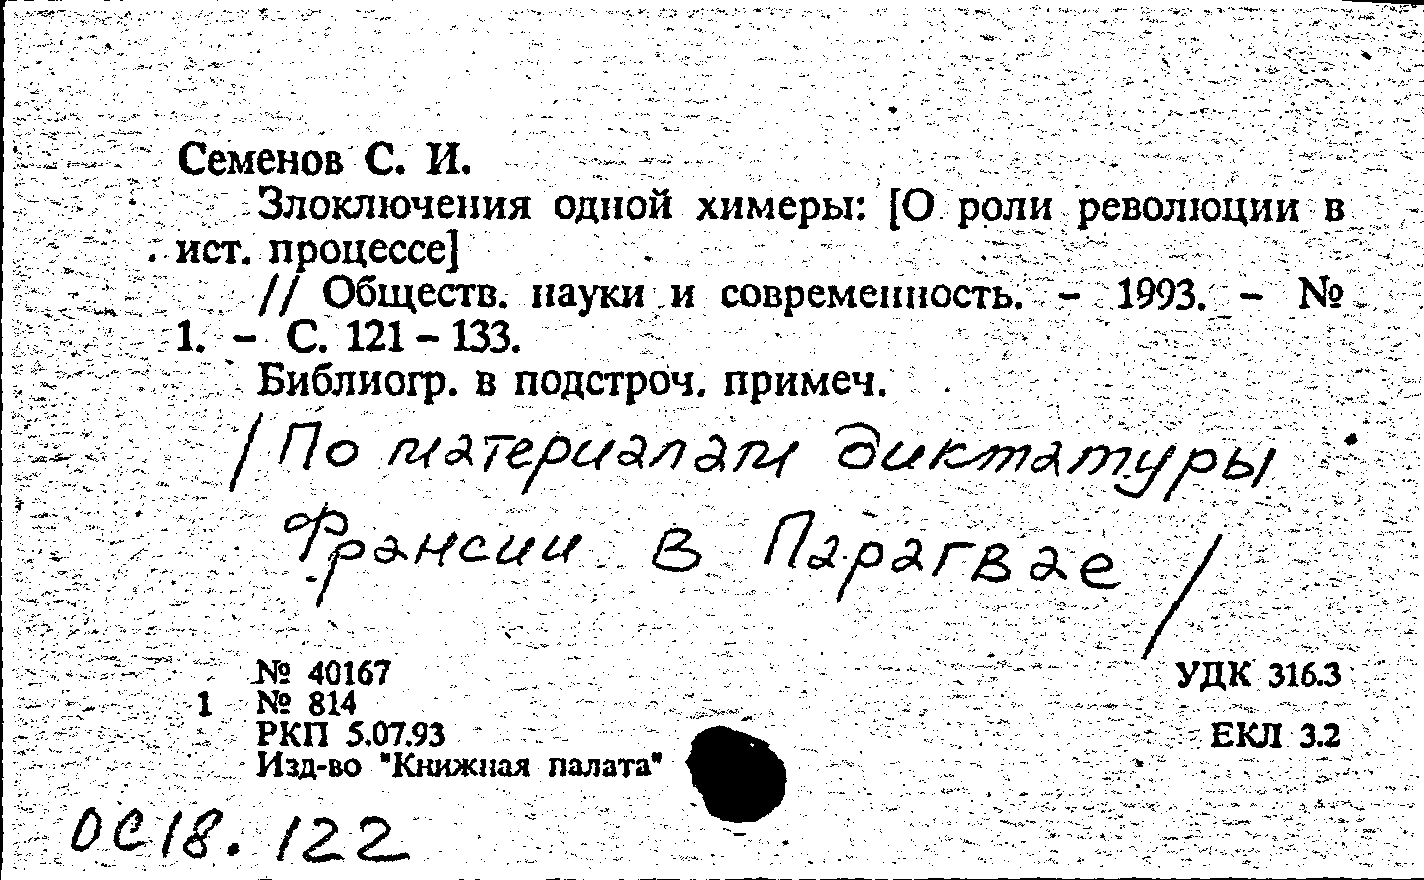 Семенов С. И.
Злоключения одной химеры: [О роли революции в
ист. процессе]
// Обществ. науки и современность. – 1993. – №
1. – С. 121 – 133.
Библиогр. в подстроч. примеч.
/ По материалам диктатуры
Франсии в Парагвае /
№ 40167
1 № 814
РКП 5.07.93
Изд-во "Книжная палата"
УДК 316.3
ЕКЛ 3.2
ОС18. 122